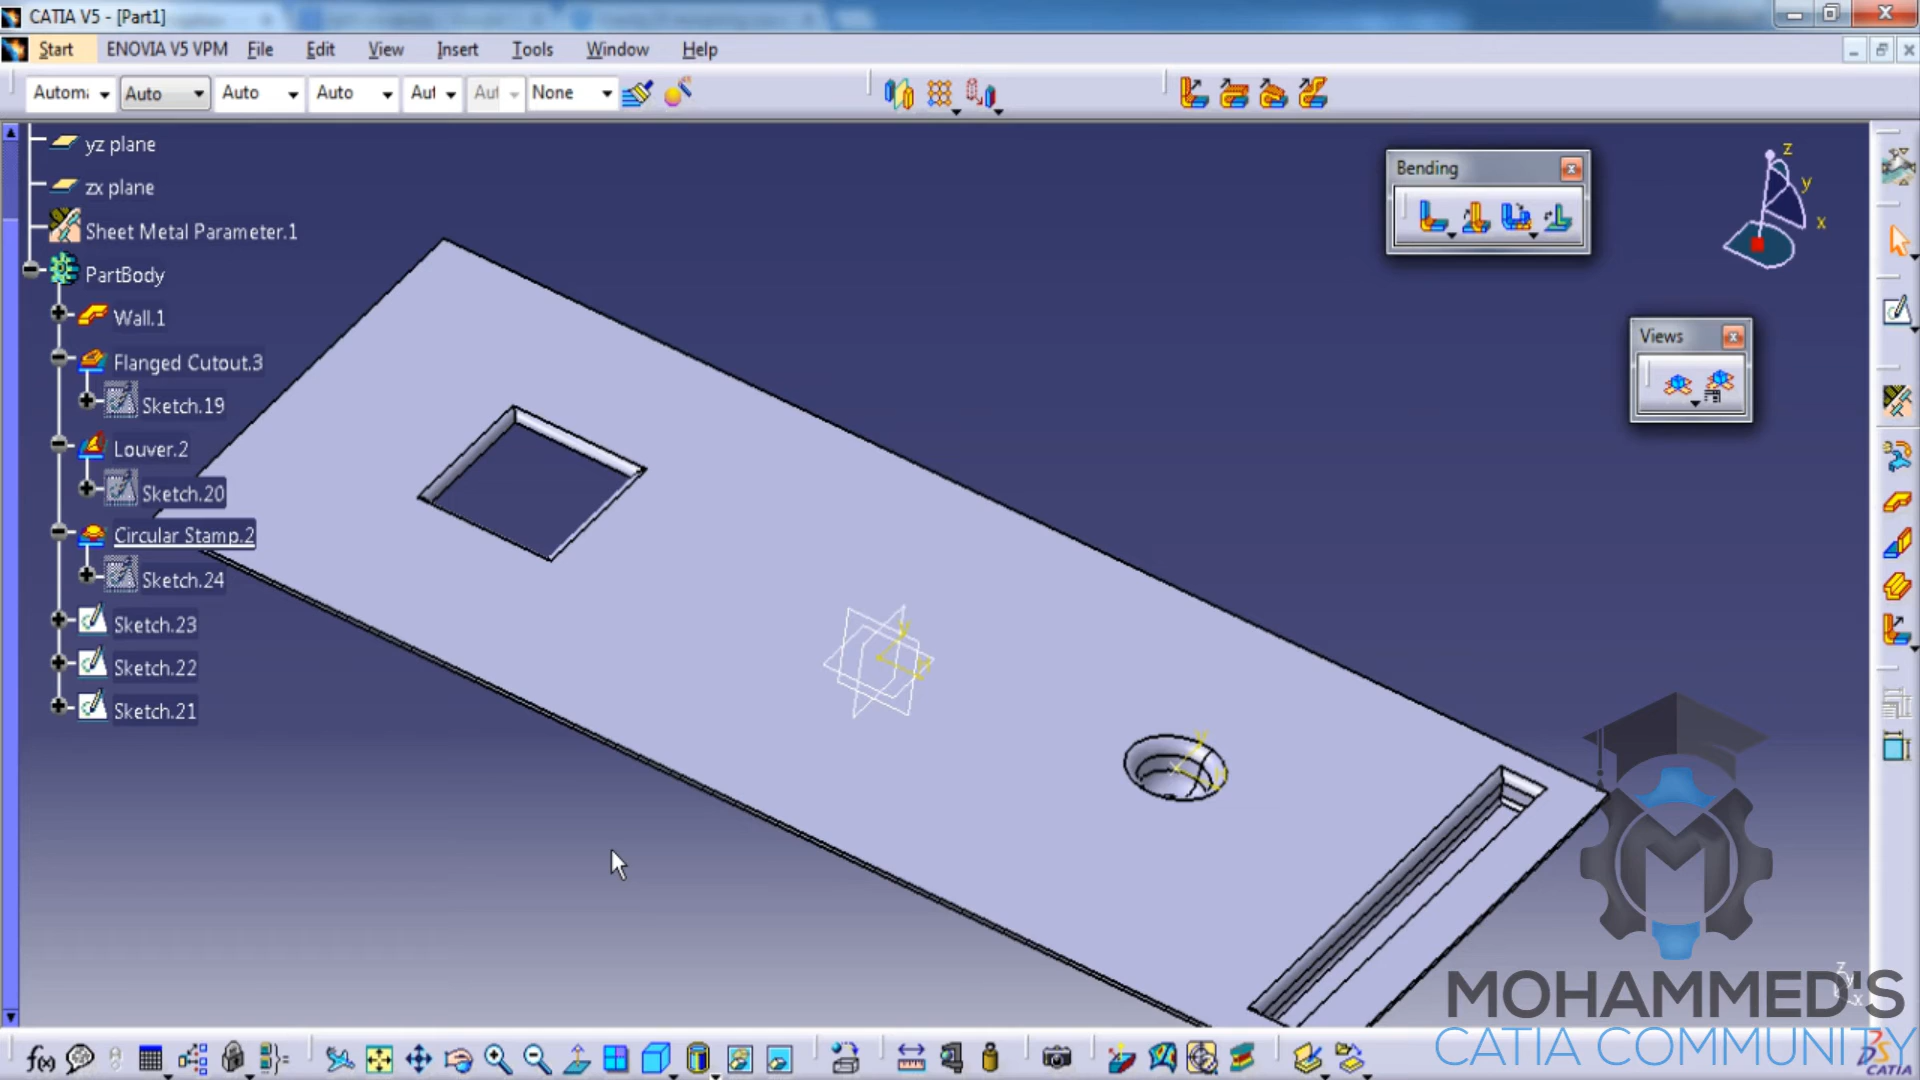 CATIA V5 - [Part1]
Start ENOVIA V5 VPM File Edit View Insert Tools Window Help
Auto Auto Auto None
yz plane
zx plane
Sheet Metal Parameter.1
PartBody
Wall.1
Flanged Cutout.3
Sketch.19
Louver.2
Sketch.20
Circular Stamp.2
Sketch.24
Sketch.23
Sketch.22
Sketch.21
Bending
Views
z
y
x
MOHAMMED'S
CATIA COMMUNITY
CATIA